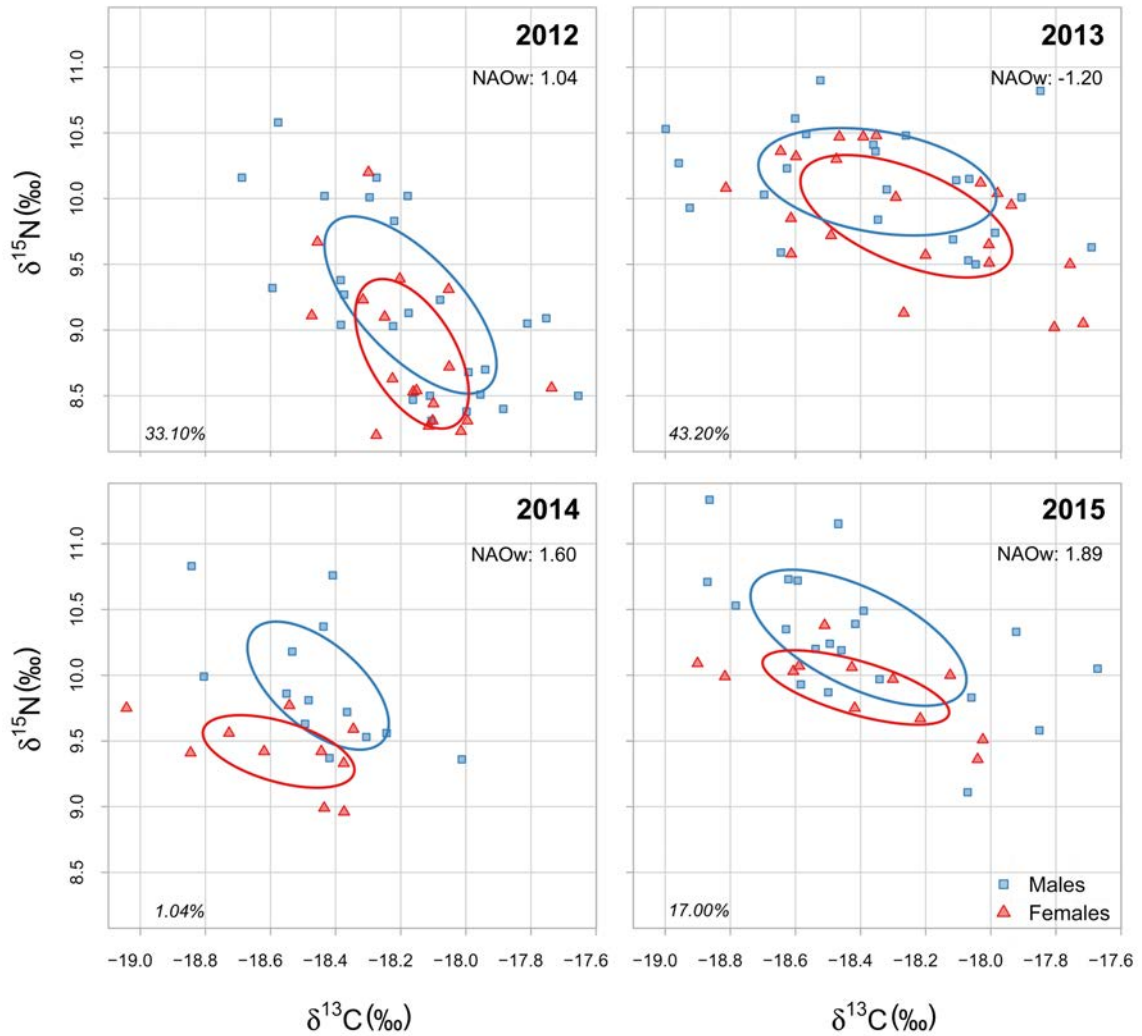 2012
NAOw: 1.04
33.10%
2013
NAOw: -1.20
43.20%
11.0
10.5
10.0
9.5
9.0
8.5
δ¹⁵N(‰)
2014
NAOw: 1.60
1.04%
2015
NAOw: 1.89
17.00%
Males
Females
11.0
10.5
10.0
9.5
9.0
8.5
δ¹⁵N(‰)
−19.0 −18.8 −18.6 −18.4 −18.2 −18.0 −17.8 −17.6
−19.0 −18.8 −18.6 −18.4 −18.2 −18.0 −17.8 −17.6
δ¹³C(‰)
δ¹³C(‰)